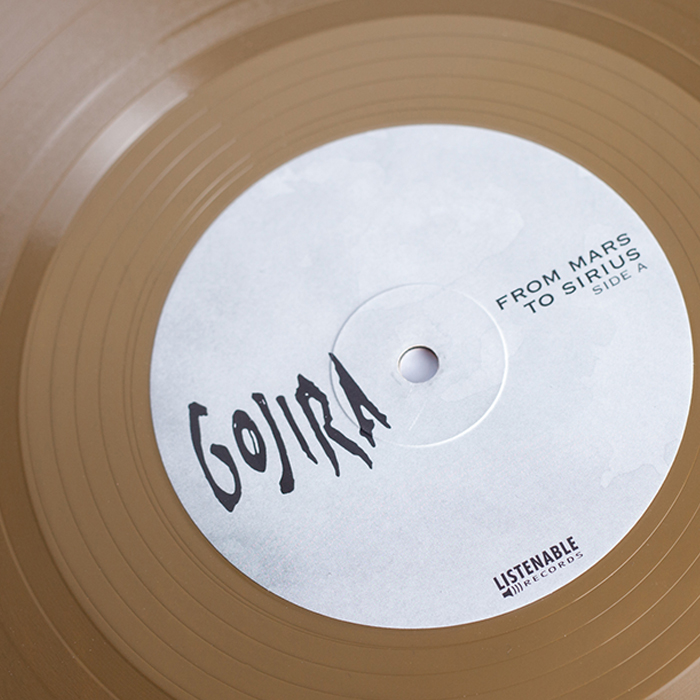 FROM MARS
TO SIRIUS
SIDE A
GOJIRA
LISTENABLE
RECORDS